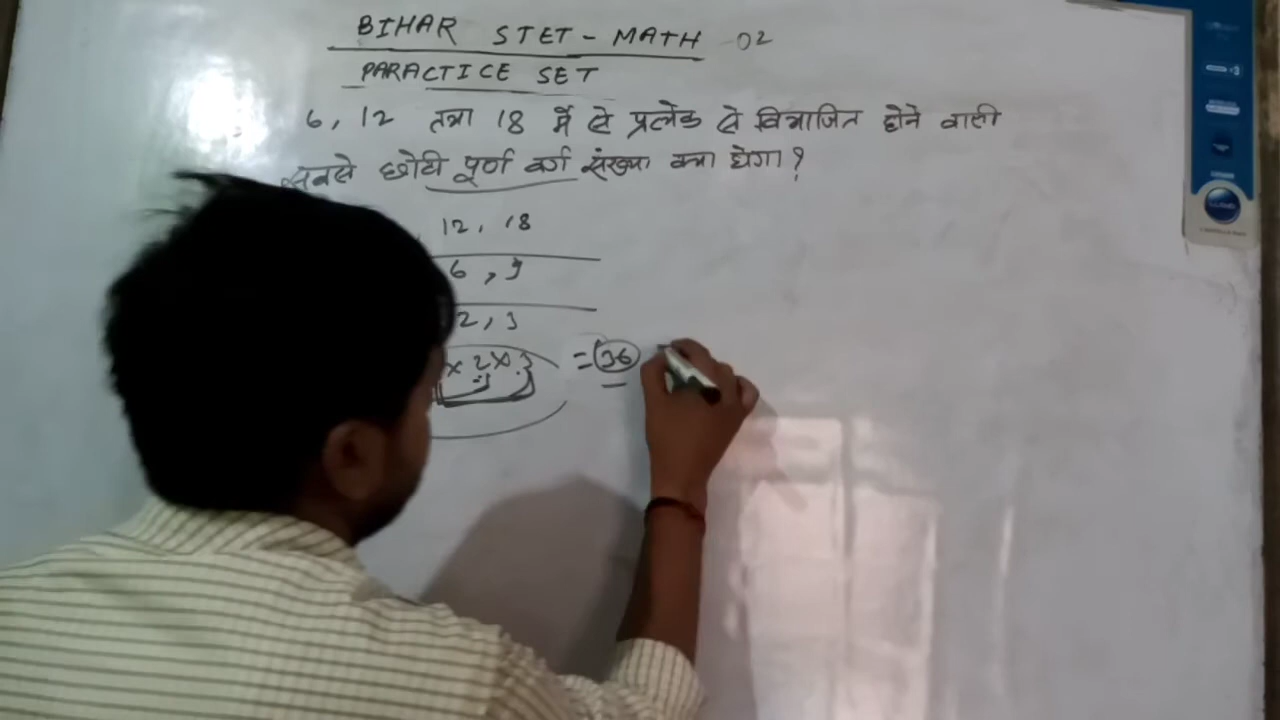 BIHAR STET - MATH 02
PARACTICE SET
6, 12 तथा 18 में से प्रत्येक से विभाजित होने वाली
सबसे छोटी पूर्ण वर्ग संख्या क्या होगा?
12, 18
6, 9
2, 3
× 2 × 3 = 36